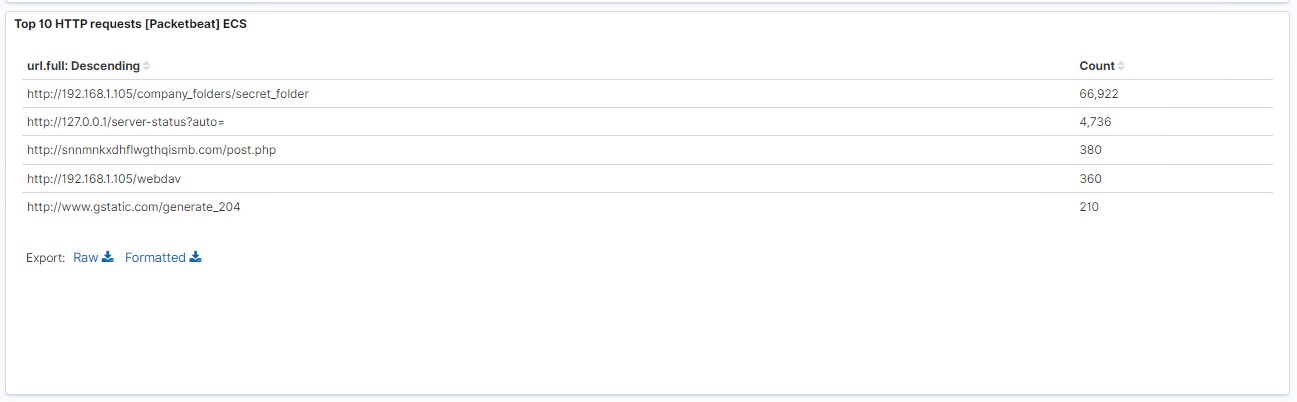 Top 10 HTTP requests [Packetbeat] ECS
url.full: Descending Count
http://192.168.1.105/company_folders/secret_folder 66,922
http://127.0.0.1/server-status?auto= 4,736
http://snnmnkxdhflwgthqismb.com/post.php 380
http://192.168.1.105/webdav 360
http://www.gstatic.com/generate_204 210
Export: Raw Formatted